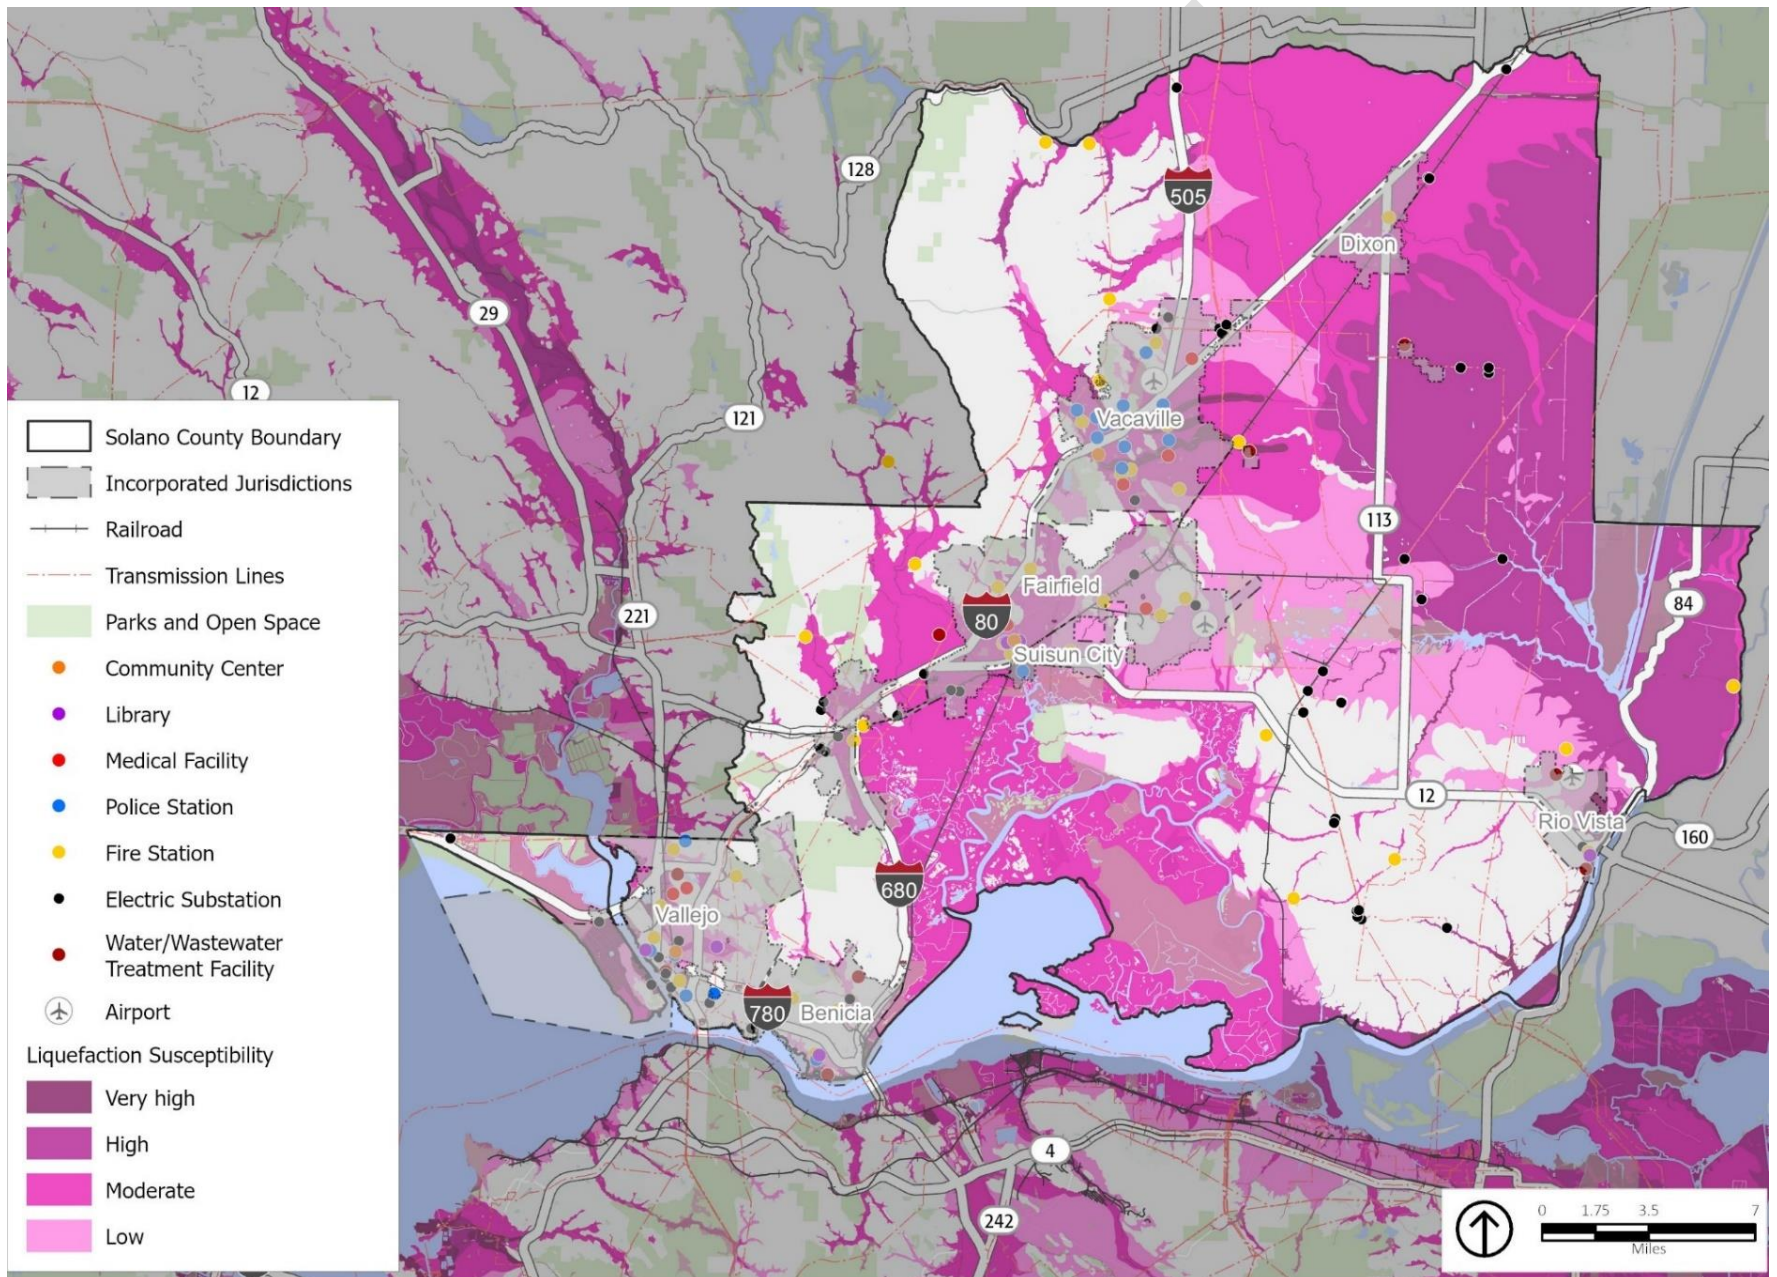 128
505
Dixon
29
12
121
Vacaville
113
Fairfield
80
221
84
Suisun City
12
Rio Vista
160
680
Vallejo
780
Benicia
4
242
Solano County Boundary
Incorporated Jurisdictions
Railroad
Transmission Lines
Parks and Open Space
Community Center
Library
Medical Facility
Police Station
Fire Station
Electric Substation
Water/Wastewater
Treatment Facility
Airport
Liquefaction Susceptibility
Very high
High
Moderate
Low
0 1.75 3.5 7
Miles